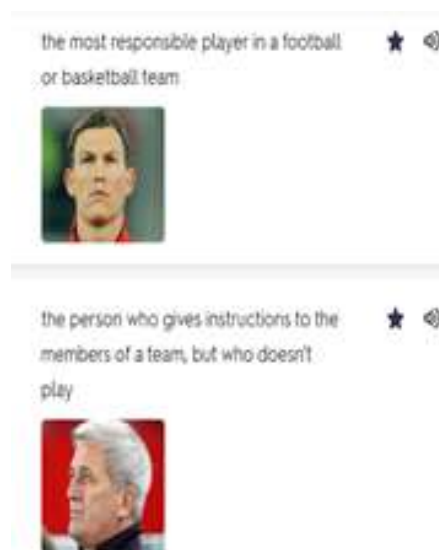 the most responsible player in a football
or basketball team
the person who gives instructions to the
members of a team, but who doesn't
play